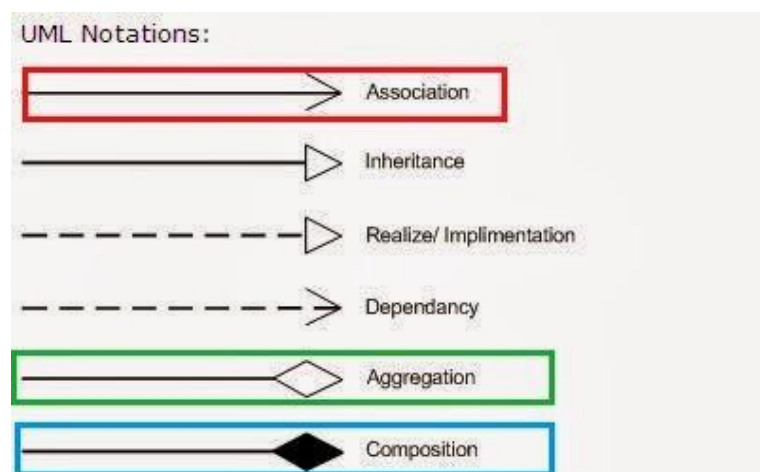 UML Notations:
Association
Inheritance
Realize/ Implimentation
Dependancy
Aggregation
Composition